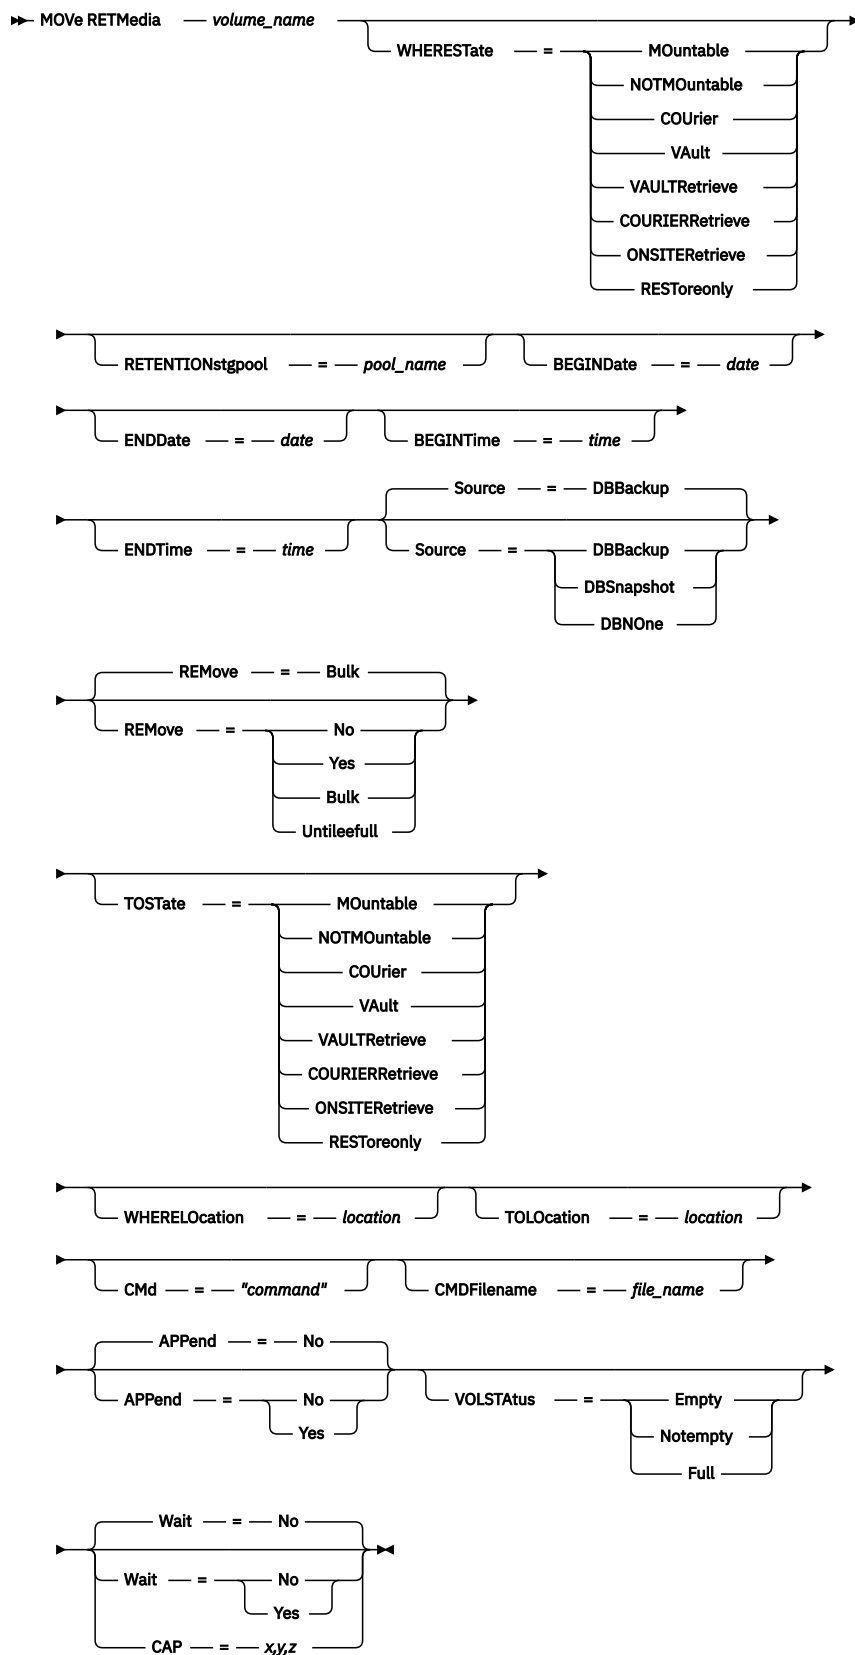 MOVe RETMedia volume_name
WHERESTate = MOuntable
NOTMOuntable
COUrier
VAult
VAULTRetrieve
COURIERRetrieve
ONSITERetrieve
RESToreonly
RETENTIONstgpool = pool_name BEGINDate = date
ENDDate = date BEGINTime = time
Source = DBBackup
ENDTime = time Source = DBBackup
DBSnapshot
DBNOne
REMove = Bulk
REMove = No
Yes
Bulk
Untileefull
TOSTate = MOuntable
NOTMOuntable
COUrier
VAult
VAULTRetrieve
COURIERRetrieve
ONSITERetrieve
RESToreonly
WHERELOcation = location TOLOcation = location
CMd = "command" CMDFilename = file_name
APPend = No
APPend = No VOLSTAtus = Empty
Yes Notempty
Full
Wait = No
Wait = No
Yes
CAP = x,y,z